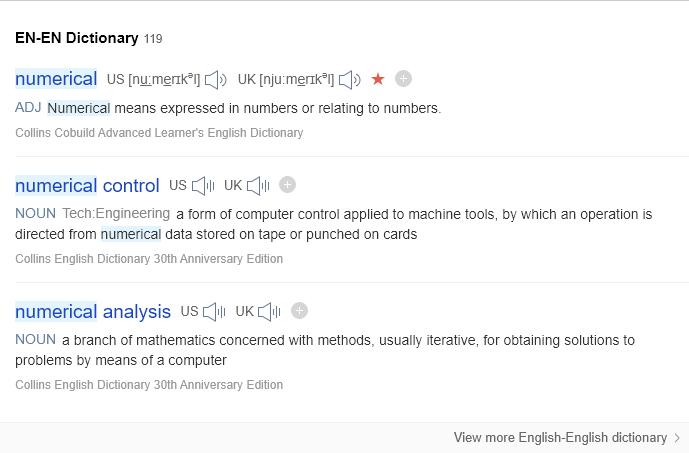 EN-EN Dictionary 119
numerical US [nuːmerɪkᵊl] UK [njuːmerɪkᵊl]
ADJ Numerical means expressed in numbers or relating to numbers.
Collins Cobuild Advanced Learner's English Dictionary
numerical control US UK
NOUN Tech:Engineering a form of computer control applied to machine tools, by which an operation is
directed from numerical data stored on tape or punched on cards
Collins English Dictionary 30th Anniversary Edition
numerical analysis US UK
NOUN a branch of mathematics concerned with methods, usually iterative, for obtaining solutions to
problems by means of a computer
Collins English Dictionary 30th Anniversary Edition
View more English-English dictionary